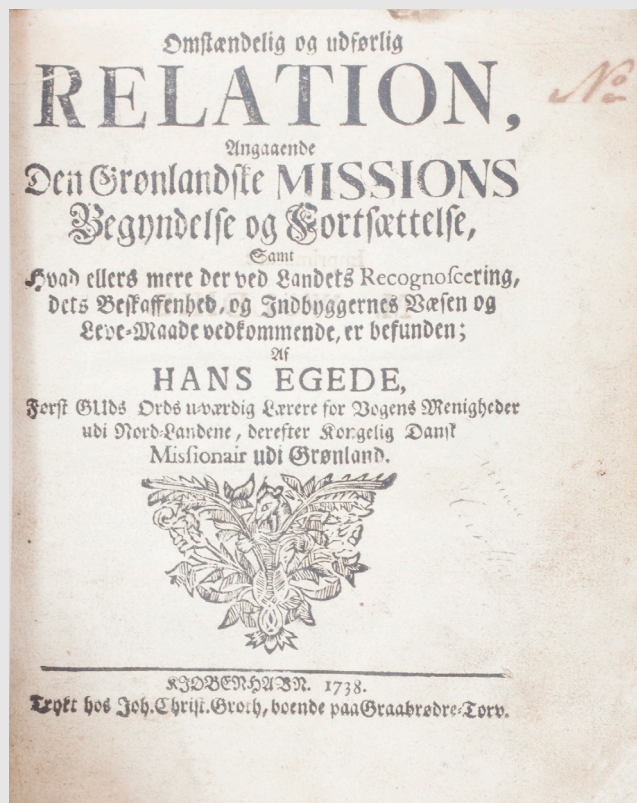 Omstændelig og udførlig
RELATION,
Angaaende
Den Grønlandske MISSIONS
Begyndelse og Fortsættelse,
Samt
Hvad ellers mere der ved Landets Recognoscering,
dets Beskaffenhed, og Indbyggernes Væsen og
Leve-Maade vedkommende, er befunden;
Af
HANS EGEDE,
Først GUds Ords u-værdig Lærere for Vogens Menigheder
udi Nord-Landene, derefter Kongelig Dansk
Missionair udi Grønland.
KIØBENHAVN. 1738.
Trykt hos Joh. Christ. Groth, boende paa Graabrødre-Torv.
No